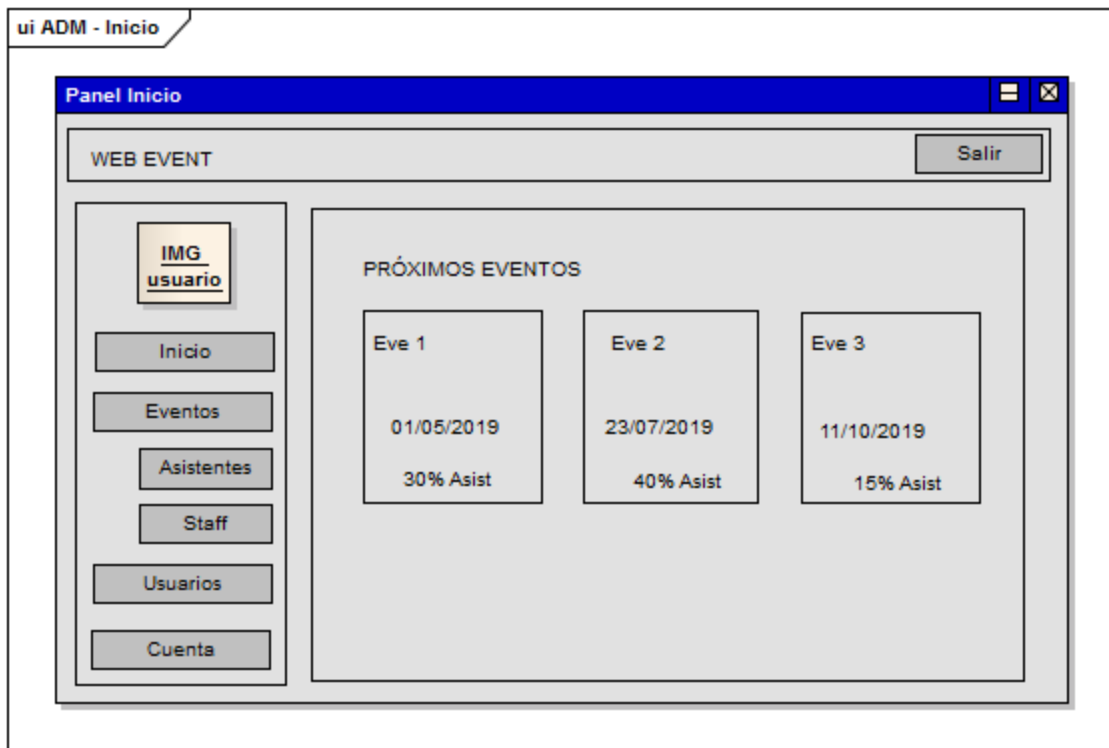 ui ADM - Inicio
Panel Inicio
WEB EVENT
Salir
IMG
usuario
Inicio
Eventos
Asistentes
Staff
Usuarios
Cuenta
PRÓXIMOS EVENTOS
Eve 1
01/05/2019
30% Asist
Eve 2
23/07/2019
40% Asist
Eve 3
11/10/2019
15% Asist